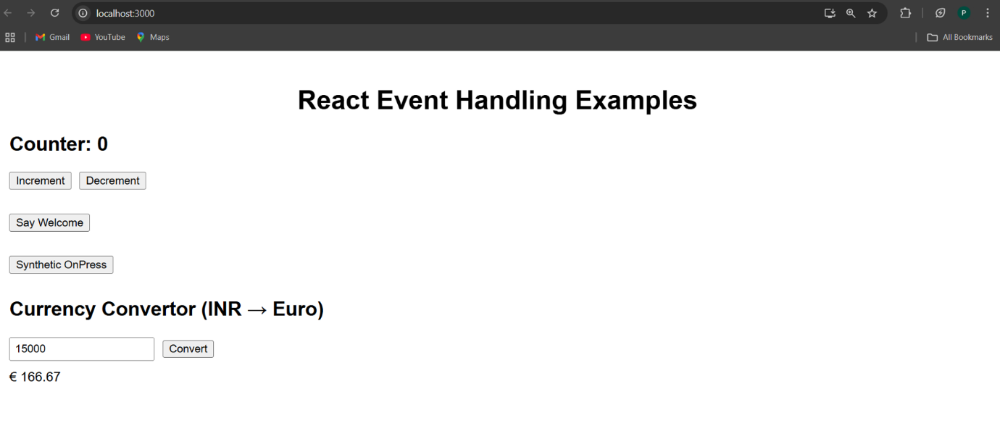 localhost:3000
P
Gmail YouTube Maps All Bookmarks
React Event Handling Examples
Counter: 0
Increment Decrement
Say Welcome
Synthetic OnPress
Currency Convertor (INR → Euro)
15000 Convert
€ 166.67